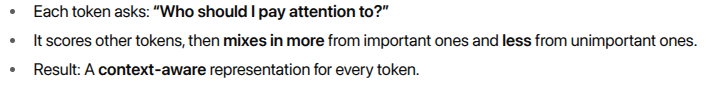 • Each token asks: “Who should I pay attention to?”
• It scores other tokens, then mixes in more from important ones and less from unimportant ones.
• Result: A context-aware representation for every token.